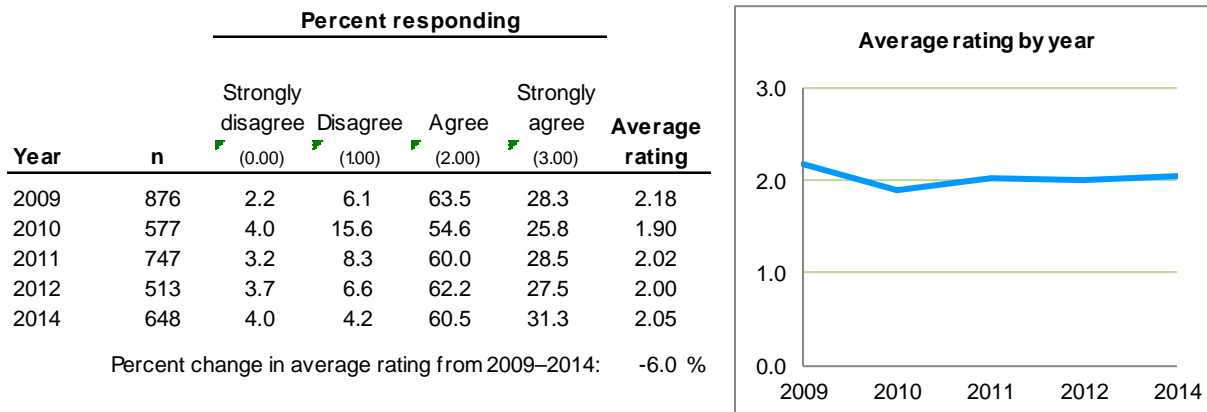 Percent responding
Strongly disagree
Disagree
Agree
Strongly agree
Average rating
Year n (0.00) (1.00) (2.00) (3.00)
2009 876 2.2 6.1 63.5 28.3 2.18
2010 577 4.0 15.6 54.6 25.8 1.90
2011 747 3.2 8.3 60.0 28.5 2.02
2012 513 3.7 6.6 62.2 27.5 2.00
2014 648 4.0 4.2 60.5 31.3 2.05
Percent change in average rating from 2009–2014: -6.0 %
Average rating by year
3.0
2.0
1.0
0.0
2009 2010 2011 2012 2014